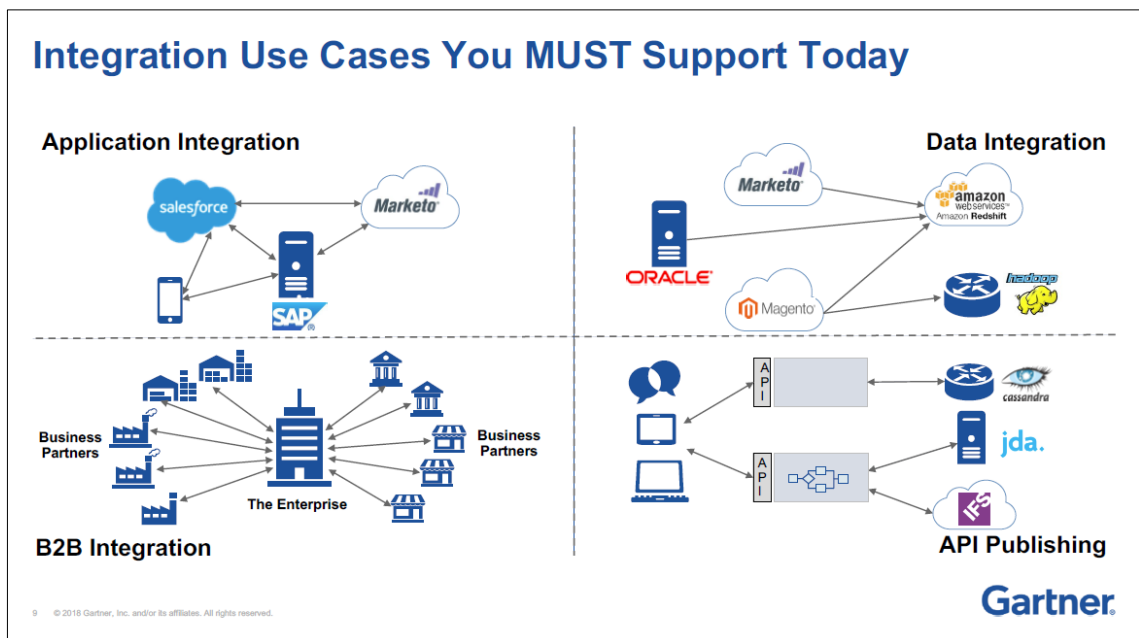 Integration Use Cases You MUST Support Today
Application Integration
salesforce
Marketo®
SAP(R)
Data Integration
Marketo®
amazon
webservices™
Amazon Redshift
ORACLE®
Magento®
hadoop
Business
Partners
The Enterprise
Business
Partners
B2B Integration
API
cassandra
API
jda.
IFS
API Publishing
9 © 2018 Gartner, Inc. and/or its affiliates. All rights reserved.
Gartner®